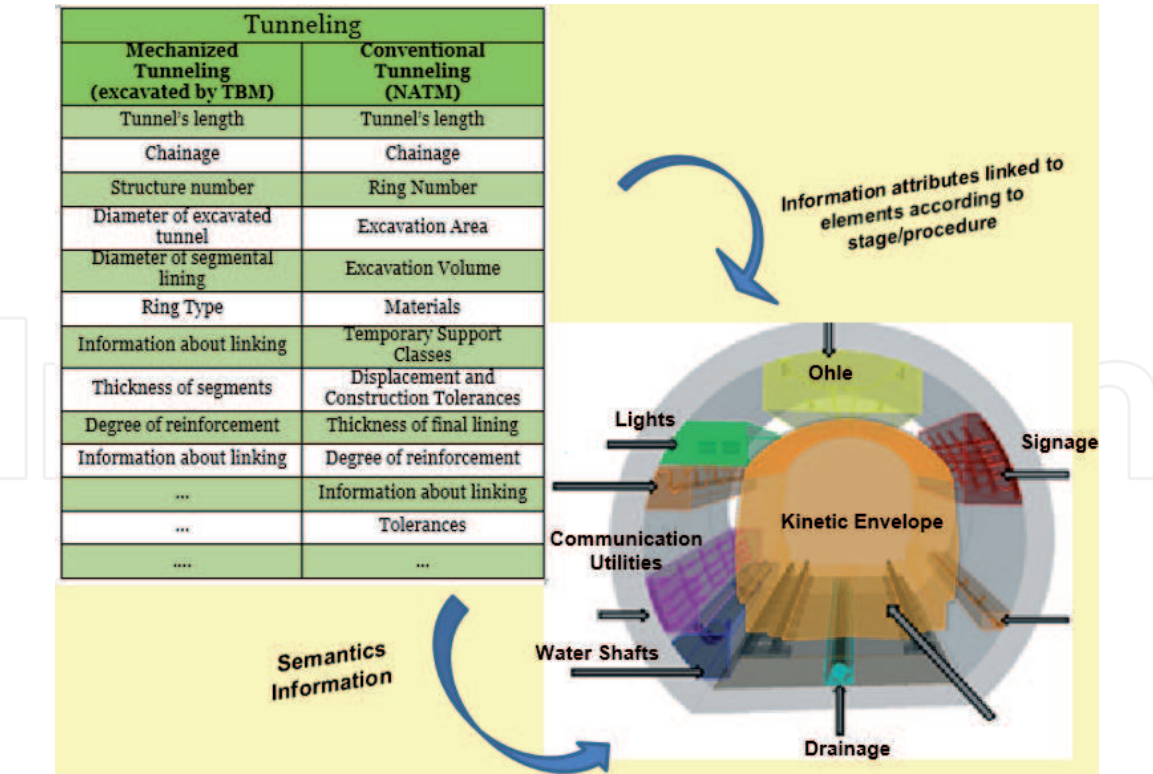 Tunneling
Mechanized
Tunneling
(excavated by TBM)
Conventional
Tunneling
(NATM)
Tunnel's length
Tunnel's length
Chainage
Chainage
Structure number
Ring Number
Diameter of excavated
tunnel
Excavation Area
Diameter of segmental
lining
Excavation Volume
Ring Type
Materials
Information about linking
Temporary Support
Classes
Thickness of segments
Displacement and
Construction Tolerances
Degree of reinforcement
Thickness of final lining
Information about linking
Degree of reinforcement
...
Information about linking
...
Tolerances
....
...
Information attributes linked to
elements according to
stage/procedure
Ohle
Lights
Signage
Kinetic Envelope
Communication
Utilities
Water Shafts
Drainage
Semantics
Information